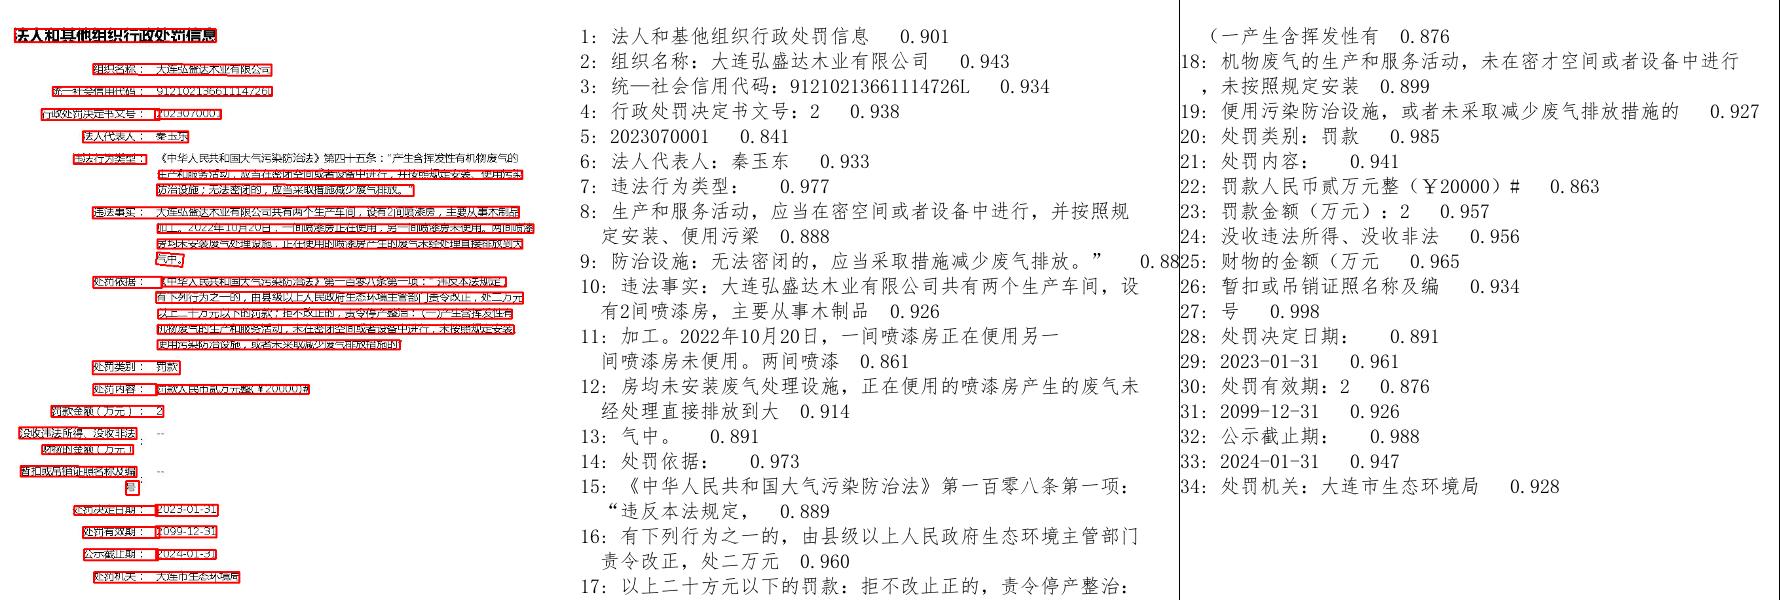 法人和其他组织行政处罚信息
组织名称： 大连弘盛达木业有限公司
统一社会信用代码： 91210213661114726L
行政处罚决定书文号： 2023070001
法人代表人： 秦玉东
违法行为类型： 《中华人民共和国大气污染防治法》第四十五条：“产生含挥发性有机物废气的
生产和服务活动，应当在密闭空间或者设备中进行，并按照规定安装、使用污染
防治设施；无法密闭的，应当采取措施减少废气排放。”
违法事实： 大连弘盛达木业有限公司共有两个生产车间，设有2间喷漆房，主要从事木制品
加工。2022年10月20日，一间喷漆房正在使用，另一间喷漆房未使用。两间喷漆
房均未安装废气处理设施，正在使用的喷漆房产生的废气未经处理直接排放到大
气中。
处罚依据： 《中华人民共和国大气污染防治法》第一百零八条第一项：“违反本法规定，
有下列行为之一的，由县级以上人民政府生态环境主管部门责令改正，处二万元
以上二十万元以下的罚款；拒不改正的，责令停产整治：(一)产生含挥发性有
机物废气的生产和服务活动，未在密闭空间或者设备中进行，未按照规定安装、
使用污染防治设施，或者未采取减少废气排放措施的
处罚类别： 罚款
处罚内容： 罚款人民币贰万元整(￥20000)#
罚款金额（万元）： 2
没收违法所得、没收非法
财物的金额（万元）
： --
暂扣或吊销证照名称及编
号
： --
处罚决定日期： 2023-01-31
处罚有效期： 2099-12-31
公示截止期： 2024-01-31
处罚机关： 大连市生态环境局
1: 法人和基他组织行政处罚信息 0.901
2: 组织名称：大连弘盛达木业有限公司 0.943
3: 统一社会信用代码：91210213661114726L 0.934
4: 行政处罚决定书文号：2 0.938
5: 2023070001 0.841
6: 法人代表人：秦玉东 0.933
7: 违法行为类型： 0.977
8: 生产和服务活动，应当在密空间或者设备中进行，并按照规
定安装、便用污梁 0.888
9: 防治设施：无法密闭的，应当采取措施减少废气排放。” 0.882
10: 违法事实：大连弘盛达木业有限公司共有两个生产车间，设
有2间喷漆房，主要从事木制品 0.926
11: 加工。2022年10月20日，一间喷漆房正在便用另一
间喷漆房未便用。两间喷漆 0.861
12: 房均未安装废气处理设施，正在便用的喷漆房产生的废气未
经处理直接排放到大 0.914
13: 气中。 0.891
14: 处罚依据： 0.973
15: 《中华人民共和国大气污染防治法》第一百零八条第一项：
“违反本法规定， 0.889
16: 有下列行为之一的，由县级以上人民政府生态环境主管部门
责令改正，处二万元 0.960
17: 以上二十方元以下的罚款：拒不改止正的，责令停产整治：
（一产生含挥发性有 0.876
18: 机物废气的生产和服务活动，未在密才空间或者设备中进行
，未按照规定安装 0.899
19: 便用污染防治设施，或者未采取减少废气排放措施的 0.927
20: 处罚类别：罚款 0.985
21: 处罚内容： 0.941
22: 罚款人民币贰万元整（￥20000）# 0.863
23: 罚款金额（万元）：2 0.957
24: 没收违法所得、没收非法 0.956
25: 财物的金额（万元 0.965
26: 暂扣或吊销证照名称及编 0.934
27: 号 0.998
28: 处罚决定日期： 0.891
29: 2023-01-31 0.961
30: 处罚有效期：2 0.876
31: 2099-12-31 0.926
32: 公示截止期： 0.988
33: 2024-01-31 0.947
34: 处罚机关：大连市生态环境局 0.928